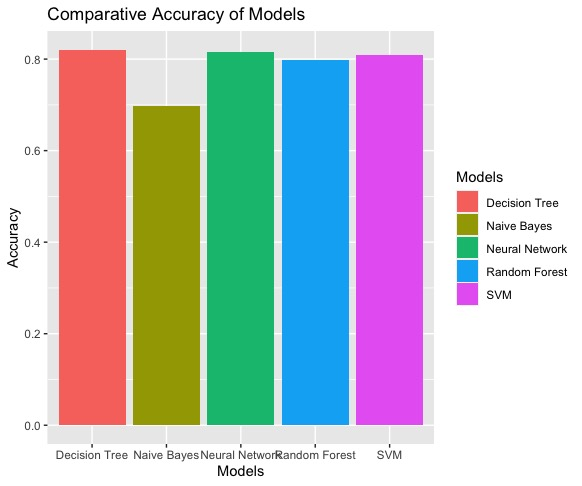 Comparative Accuracy of Models
Accuracy
0.8
0.6
0.4
0.2
0.0
Decision Tree Naive Bayes Neural Network Random Forest SVM
Models
Models
Decision Tree
Naive Bayes
Neural Network
Random Forest
SVM